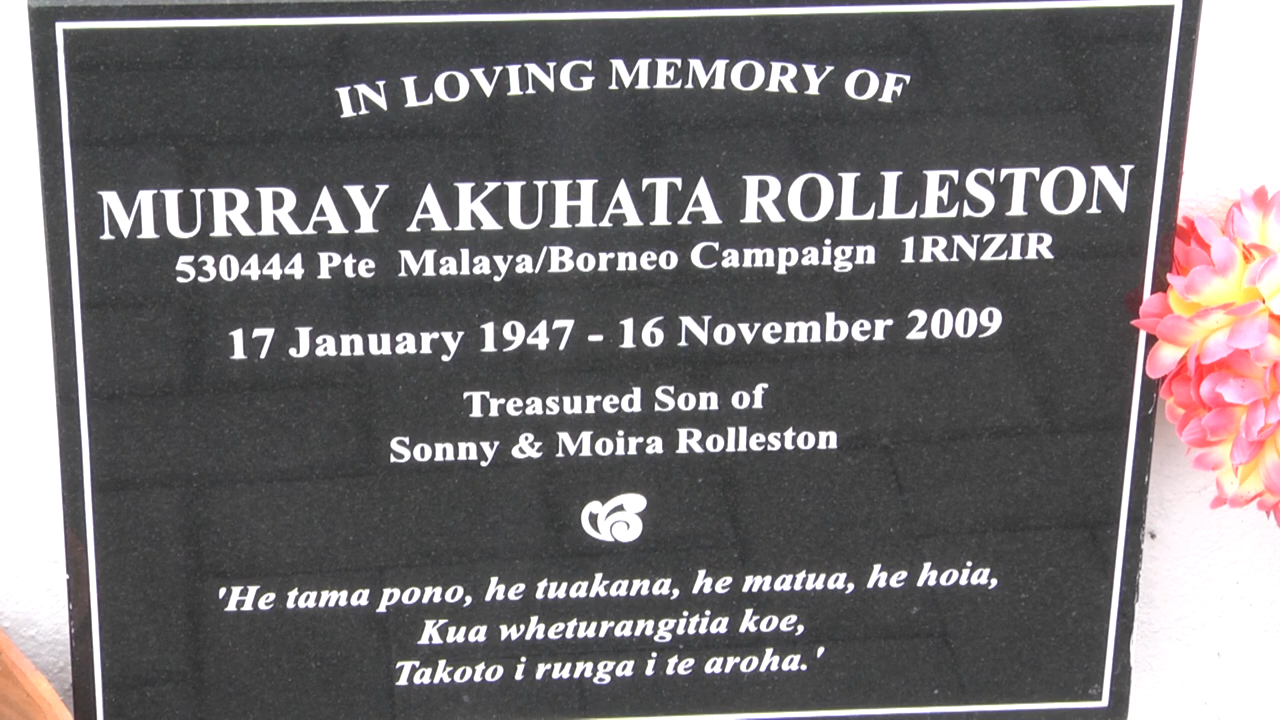 IN LOVING MEMORY OF
MURRAY AKUHATA ROLLESTON
530444 Pte Malaya/Borneo Campaign 1RNZIR
17 January 1947 - 16 November 2009
Treasured Son of
Sonny & Moira Rolleston
'He tama pono, he tuakana, he matua, he hoia,
Kua wheturangitia koe,
Takoto i runga i te aroha.'